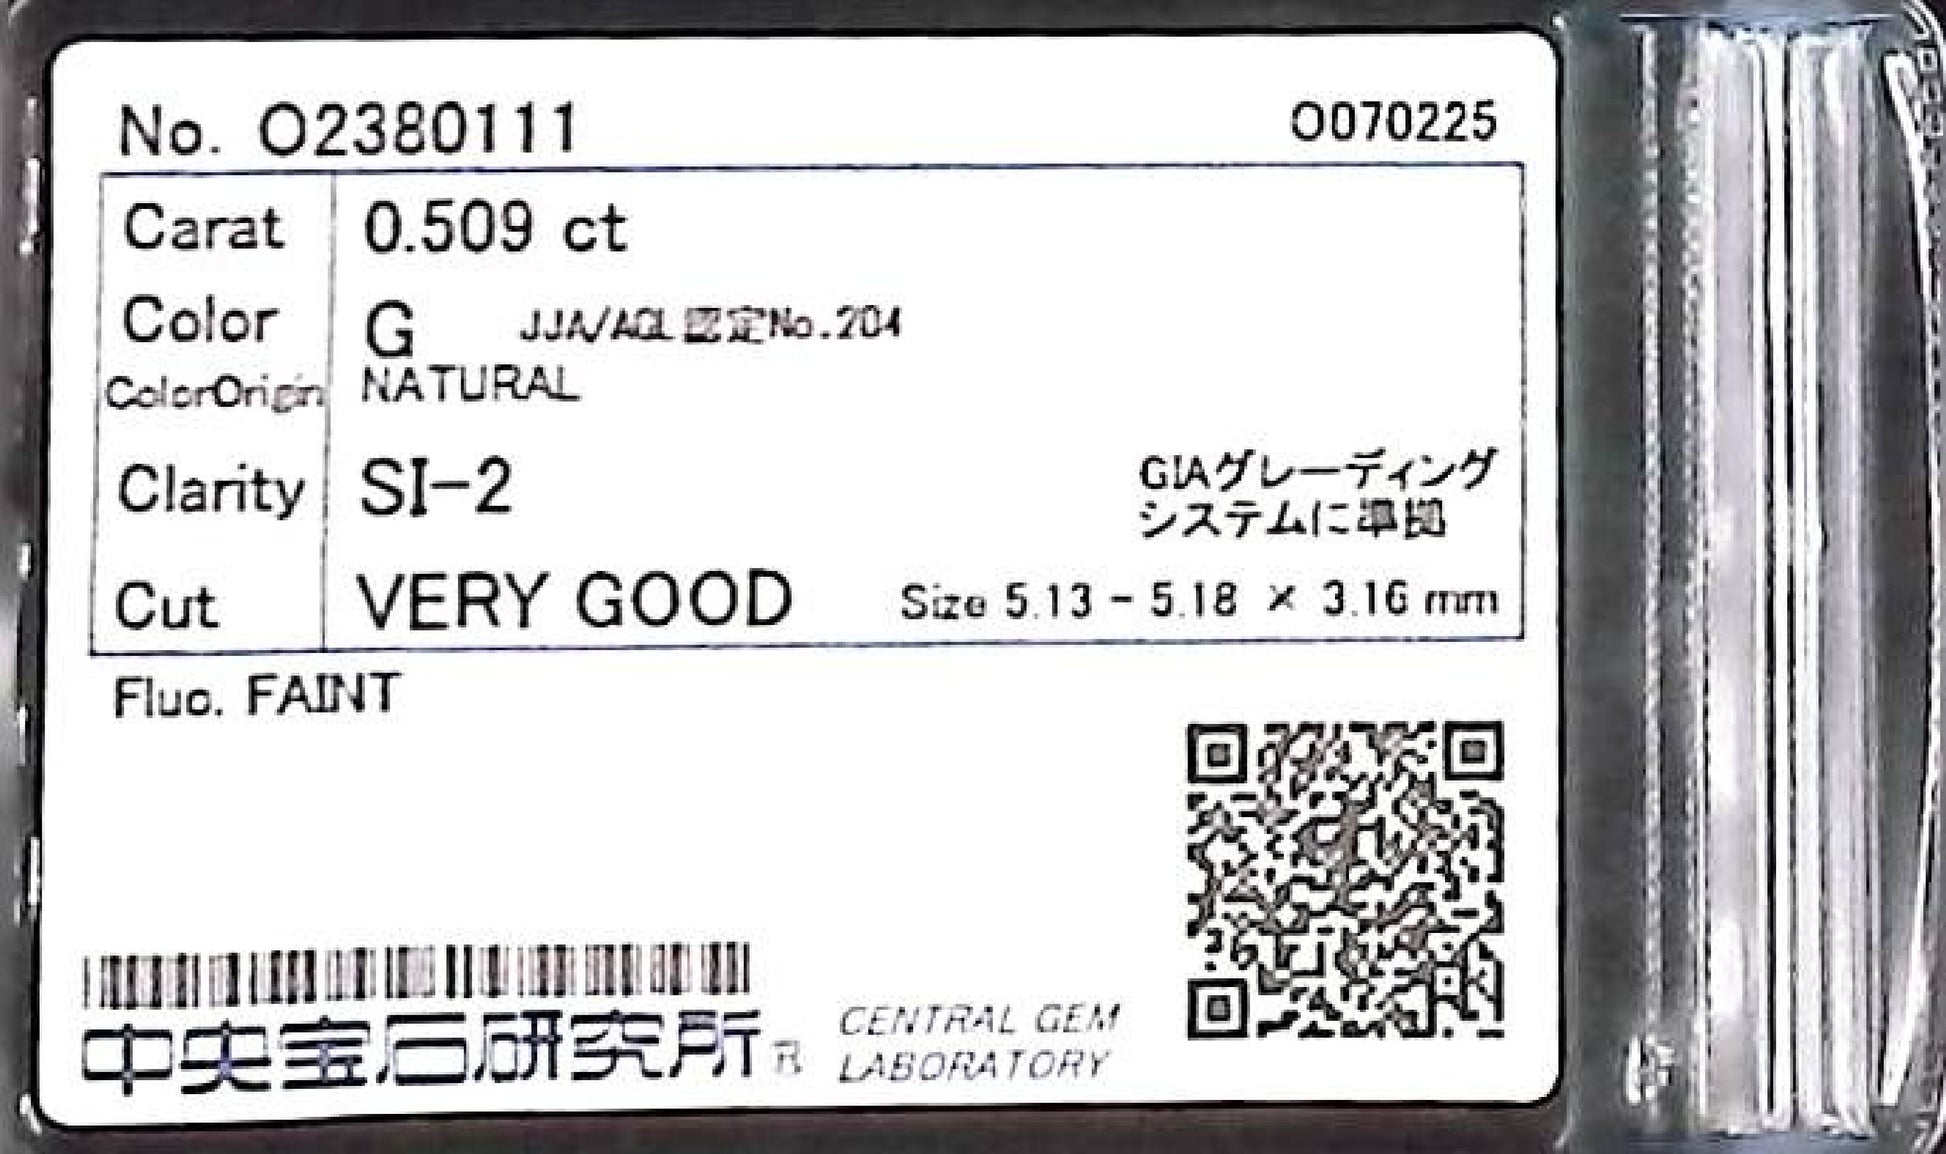 No. O2380111 O070225
Carat 0.509 ct
Color G JJA/AGL認定No.204
ColorOrigin NATURAL
Clarity SI-2 GIAグレーディング
システムに準拠
Cut VERY GOOD Size 5.13 - 5.18 × 3.16 mm
Fluo. FAINT
中央宝石研究所® CENTRAL GEM
LABORATORY